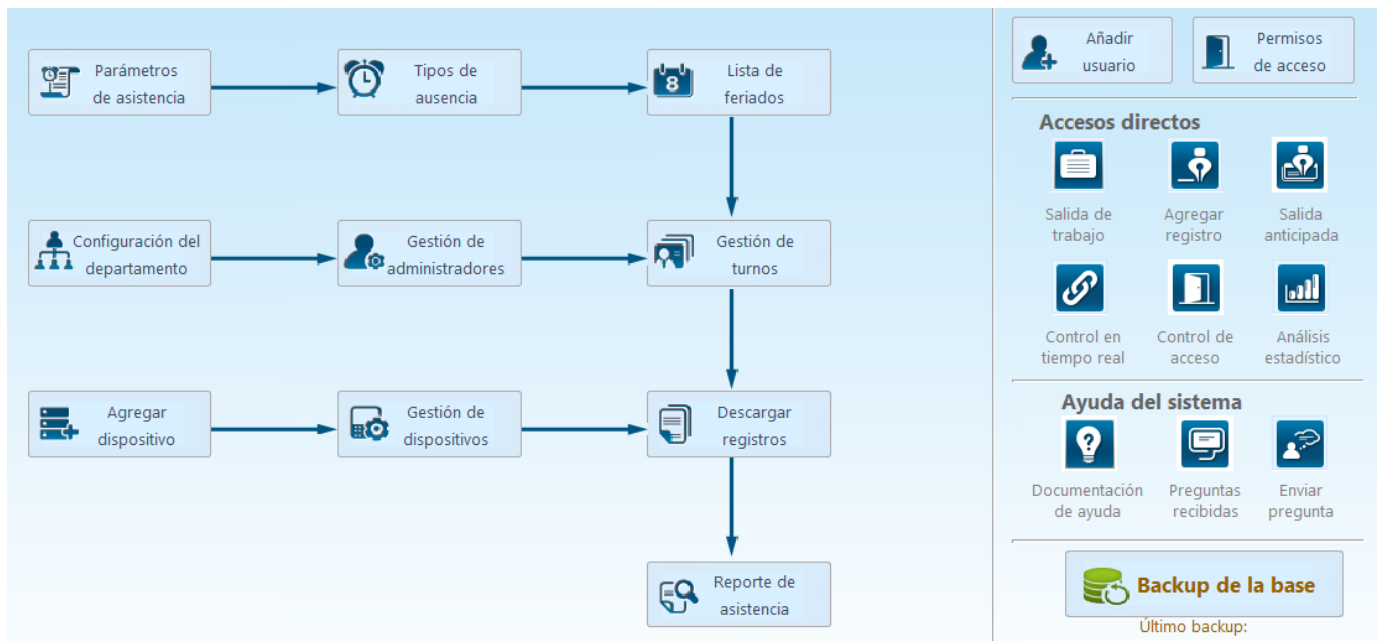 Parámetros
de asistencia
Tipos de
ausencia
8
Lista de
feriados
Configuración del
departamento
Gestión de
administradores
Gestión de
turnos
Agregar
dispositivo
Gestión de
dispositivos
Descargar
registros
Reporte de
asistencia
Añadir
usuario
Permisos
de acceso
Accesos directos
Salida de
trabajo
Agregar
registro
Salida
anticipada
Control en
tiempo real
Control de
acceso
Análisis
estadístico
Ayuda del sistema
?
Documentación
de ayuda
Preguntas
recibidas
Enviar
pregunta
Backup de la base
Último backup: